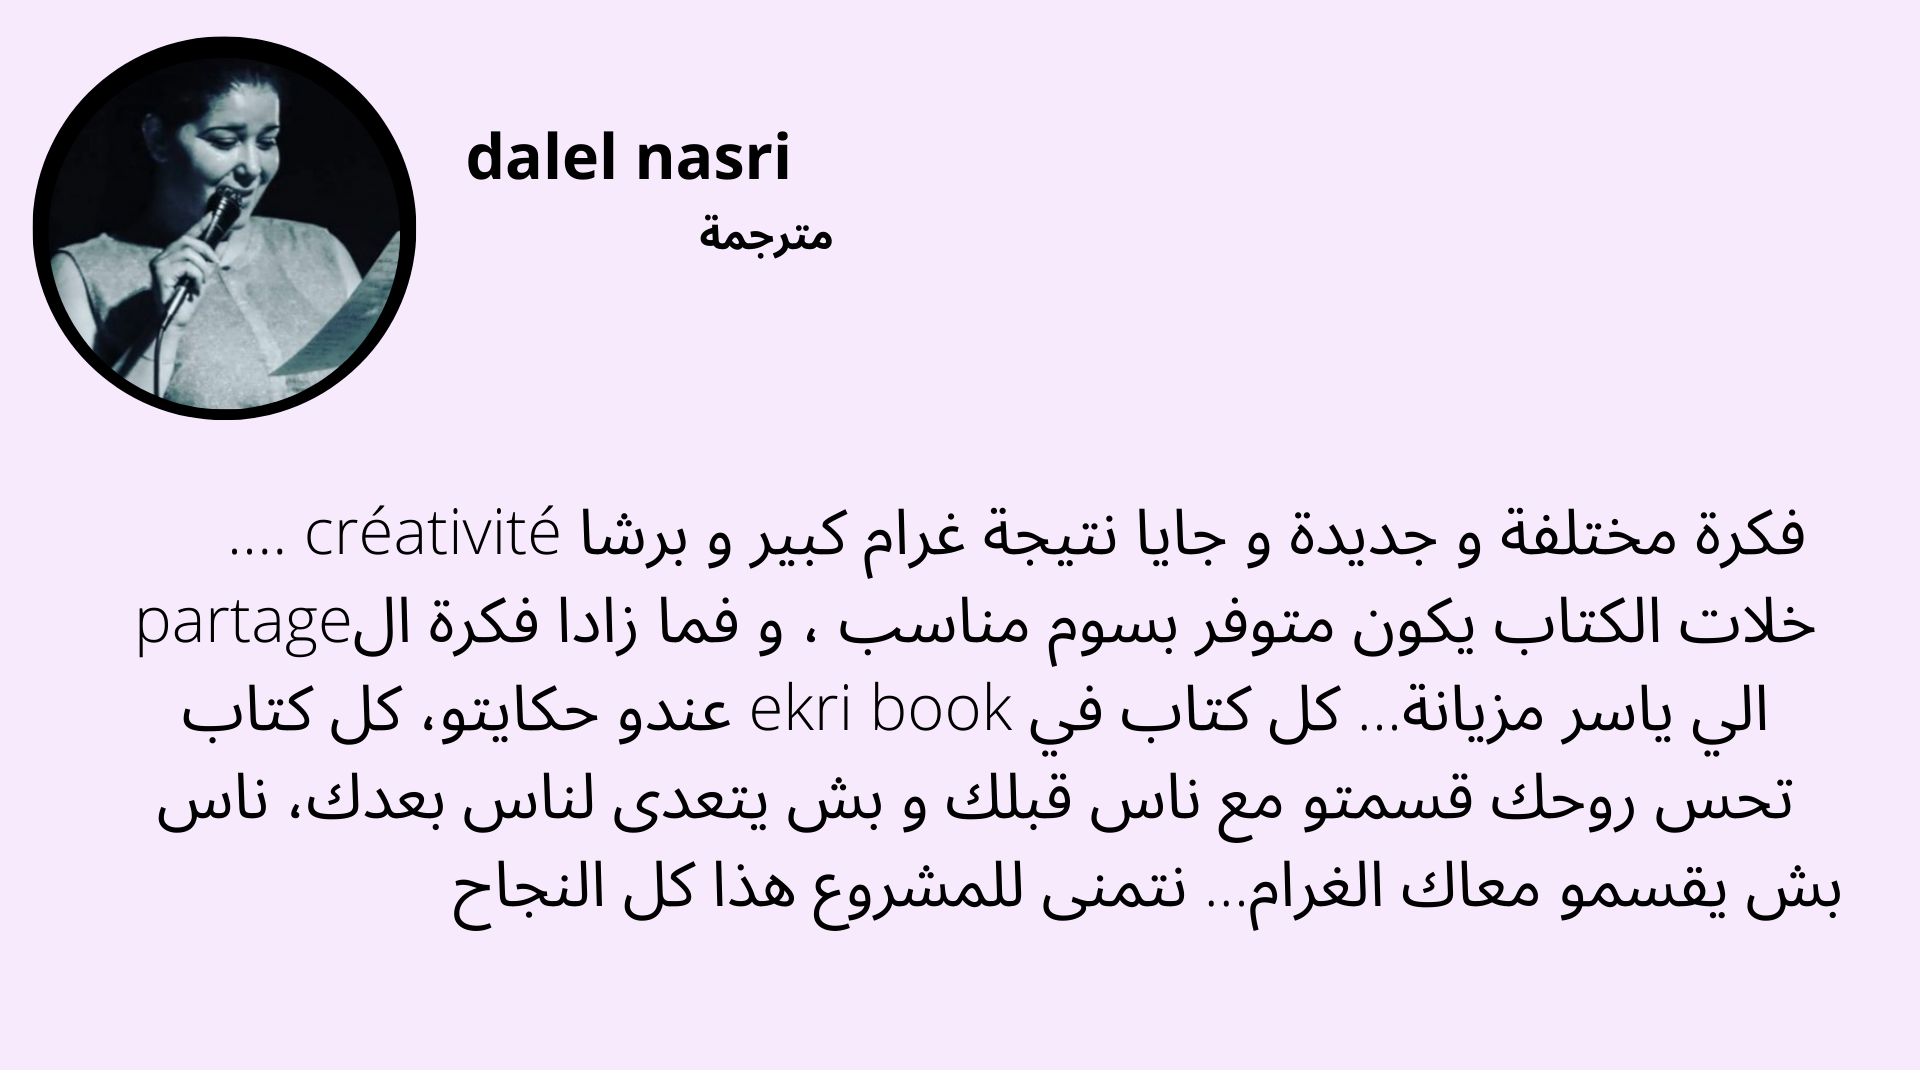 dalel nasri
مترجمة
فكرة مختلفة و جديدة و جايا نتيجة غرام كبير و برشا créativité ....
خلات الكتاب يكون متوفر بسوم مناسب ، و فما زادا فكرة الpartage
الي ياسر مزيانة... كل كتاب في ekri book عندو حكايتو، كل كتاب
تحس روحك قسمتو مع ناس قبلك و بش يتعدى لناس بعدك، ناس
بش يقسمو معاك الغرام... نتمنى للمشروع هذا كل النجاح